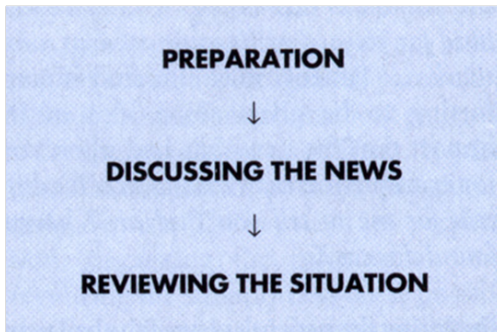 PREPARATION
↓
DISCUSSING THE NEWS
↓
REVIEWING THE SITUATION